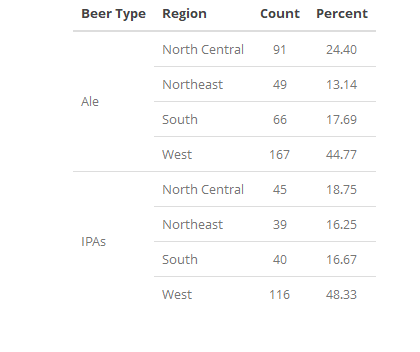 Beer Type Region Count Percent
Ale
North Central 91 24.40
Northeast 49 13.14
South 66 17.69
West 167 44.77
IPAs
North Central 45 18.75
Northeast 39 16.25
South 40 16.67
West 116 48.33